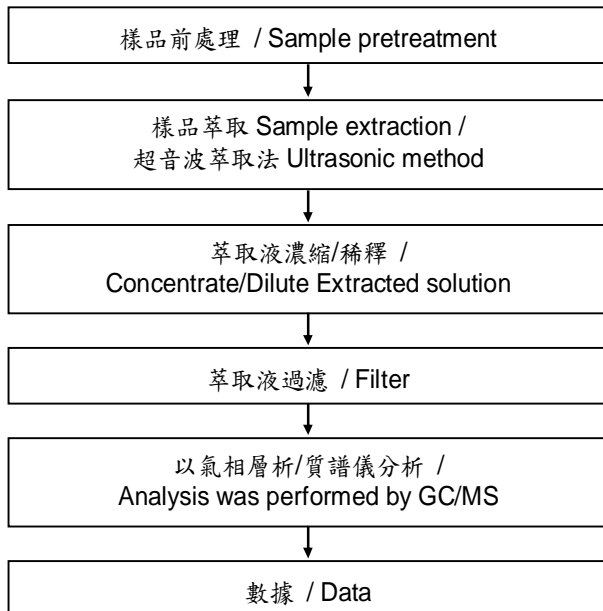 樣品前處理 / Sample pretreatment
樣品萃取 Sample extraction /
超音波萃取法 Ultrasonic method
萃取液濃縮/稀釋 /
Concentrate/Dilute Extracted solution
萃取液過濾 / Filter
以氣相層析/質譜儀分析 /
Analysis was performed by GC/MS
數據 / Data